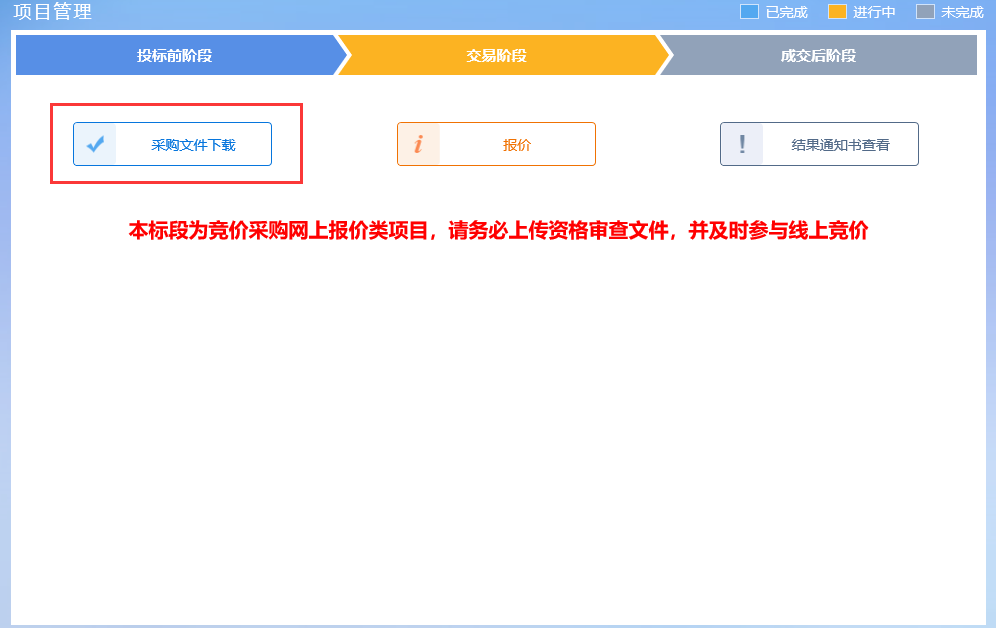 项目管理
已完成 进行中 未完成
投标前阶段 交易阶段 成交后阶段
采购文件下载 报价 结果通知书查看
本标段为竞价采购网上报价类项目，请务必上传资格审查文件，并及时参与线上竞价